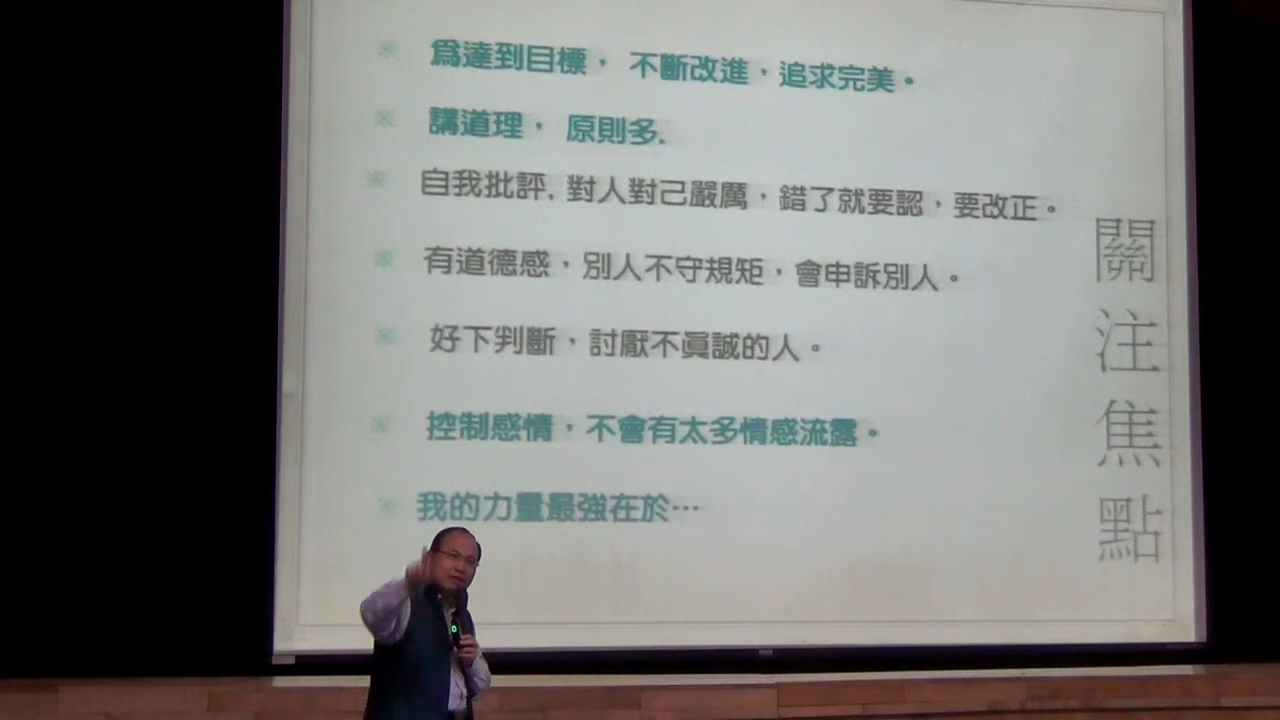 ※ 為達到目標， 不斷改進，追求完美。
※ 講道理， 原則多.
※ 自我批評, 對人對己嚴厲，錯了就要認，要改正。
※ 有道德感，別人不守規矩，會申訴別人。
※ 好下判斷，討厭不眞誠的人。
※ 控制感情，不會有太多情感流露。
※ 我的力量最強在於…
關注焦點